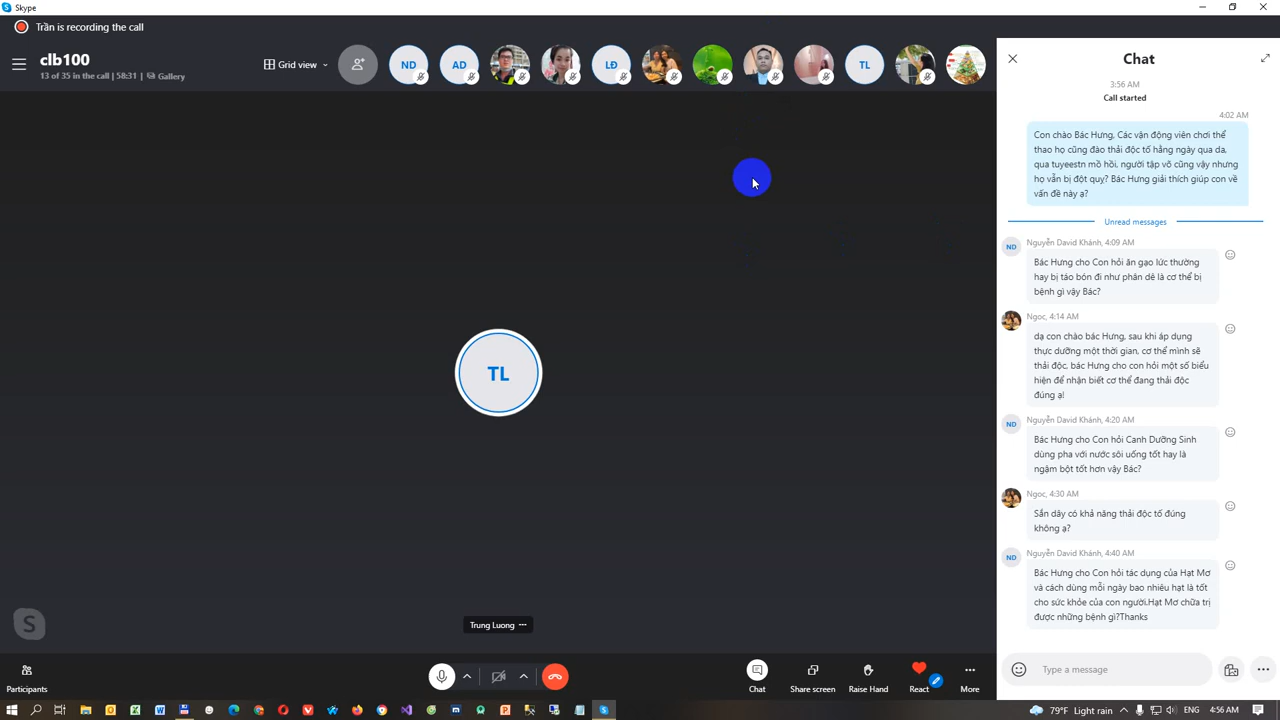 Skype
Trần is recording the call
clb100
13 of 35 in the call | 58:31 | Gallery
Grid view
ND
AD
LĐ
TL
Chat
3:56 AM
Call started
4:02 AM
Con chào Bác Hưng, Các vận động viên chơi thể
thao họ cũng đào thải độc tố hằng ngày qua da,
qua tuyeestn mồ hồi, người tập võ cũng vậy nhưng
họ vẫn bị đột quỵ? Bác Hưng giải thích giúp con về
vấn đề này ạ?
Unread messages
Nguyễn David Khánh, 4:09 AM
ND
Bác Hưng cho Con hỏi ăn gạo lức thường
hay bị táo bón đi như phân dê là cơ thể bị
bệnh gì vậy Bác?
Ngoc, 4:14 AM
dạ con chào bác Hưng, sau khi áp dụng
thực dưỡng một thời gian, cơ thể mình sẽ
thải độc, bác Hưng cho con hỏi một số biểu
hiện để nhận biết cơ thể đang thải độc
đúng ạ!
Nguyễn David Khánh, 4:20 AM
ND
Bác Hưng cho Con hỏi Canh Dưỡng Sinh
dùng pha với nước sôi uống tốt hay là
ngậm bột tốt hơn vậy Bác?
Ngoc, 4:30 AM
Sắn dây có khả năng thải độc tố đúng
không ạ?
Nguyễn David Khánh, 4:40 AM
ND
Bác Hưng cho Con hỏi tác dụng của Hạt Mơ
và cách dùng mỗi ngày bao nhiêu hạt là tốt
cho sức khỏe của con người.Hạt Mơ chữa trị
được những bệnh gì?Thanks
Type a message
TL
Trung Luong
Participants
Chat
Share screen
Raise Hand
React
More
79°F Light rain
ENG
4:56 AM